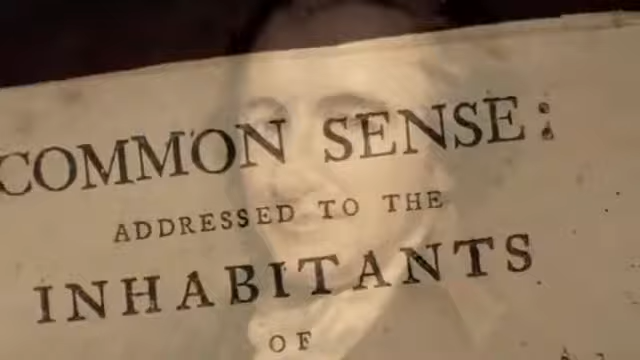 COMMON SENSE:
ADDRESSED TO THE
INHABITANTS
OF